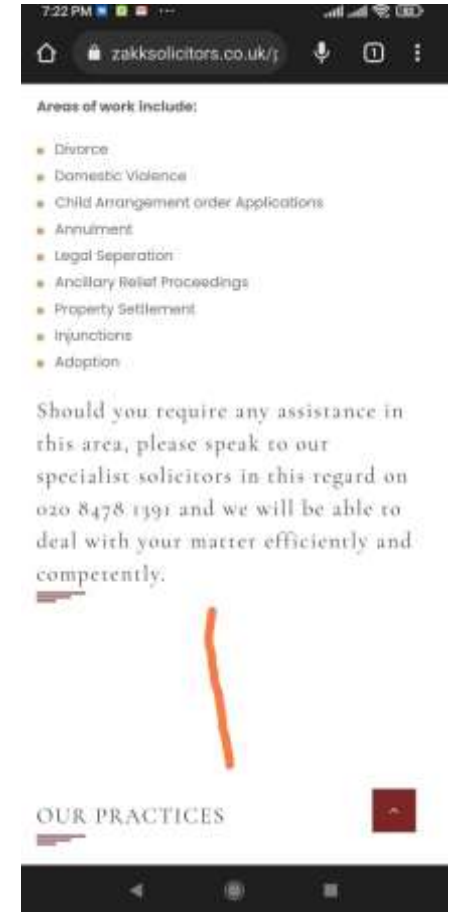 7:22 PM
zakksolicitors.co.uk/p
1
Areas of work include:
Divorce
Domestic Violence
Child Arrangement order Applications
Annulment
Legal Seperation
Ancillary Relief Proceedings
Property Settlement
Injunctions
Adoption
Should you require any assistance in
this area, please speak to our
specialist solicitors in this regard on
020 8478 1391 and we will be able to
deal with your matter efficiently and
competently.
OUR PRACTICES